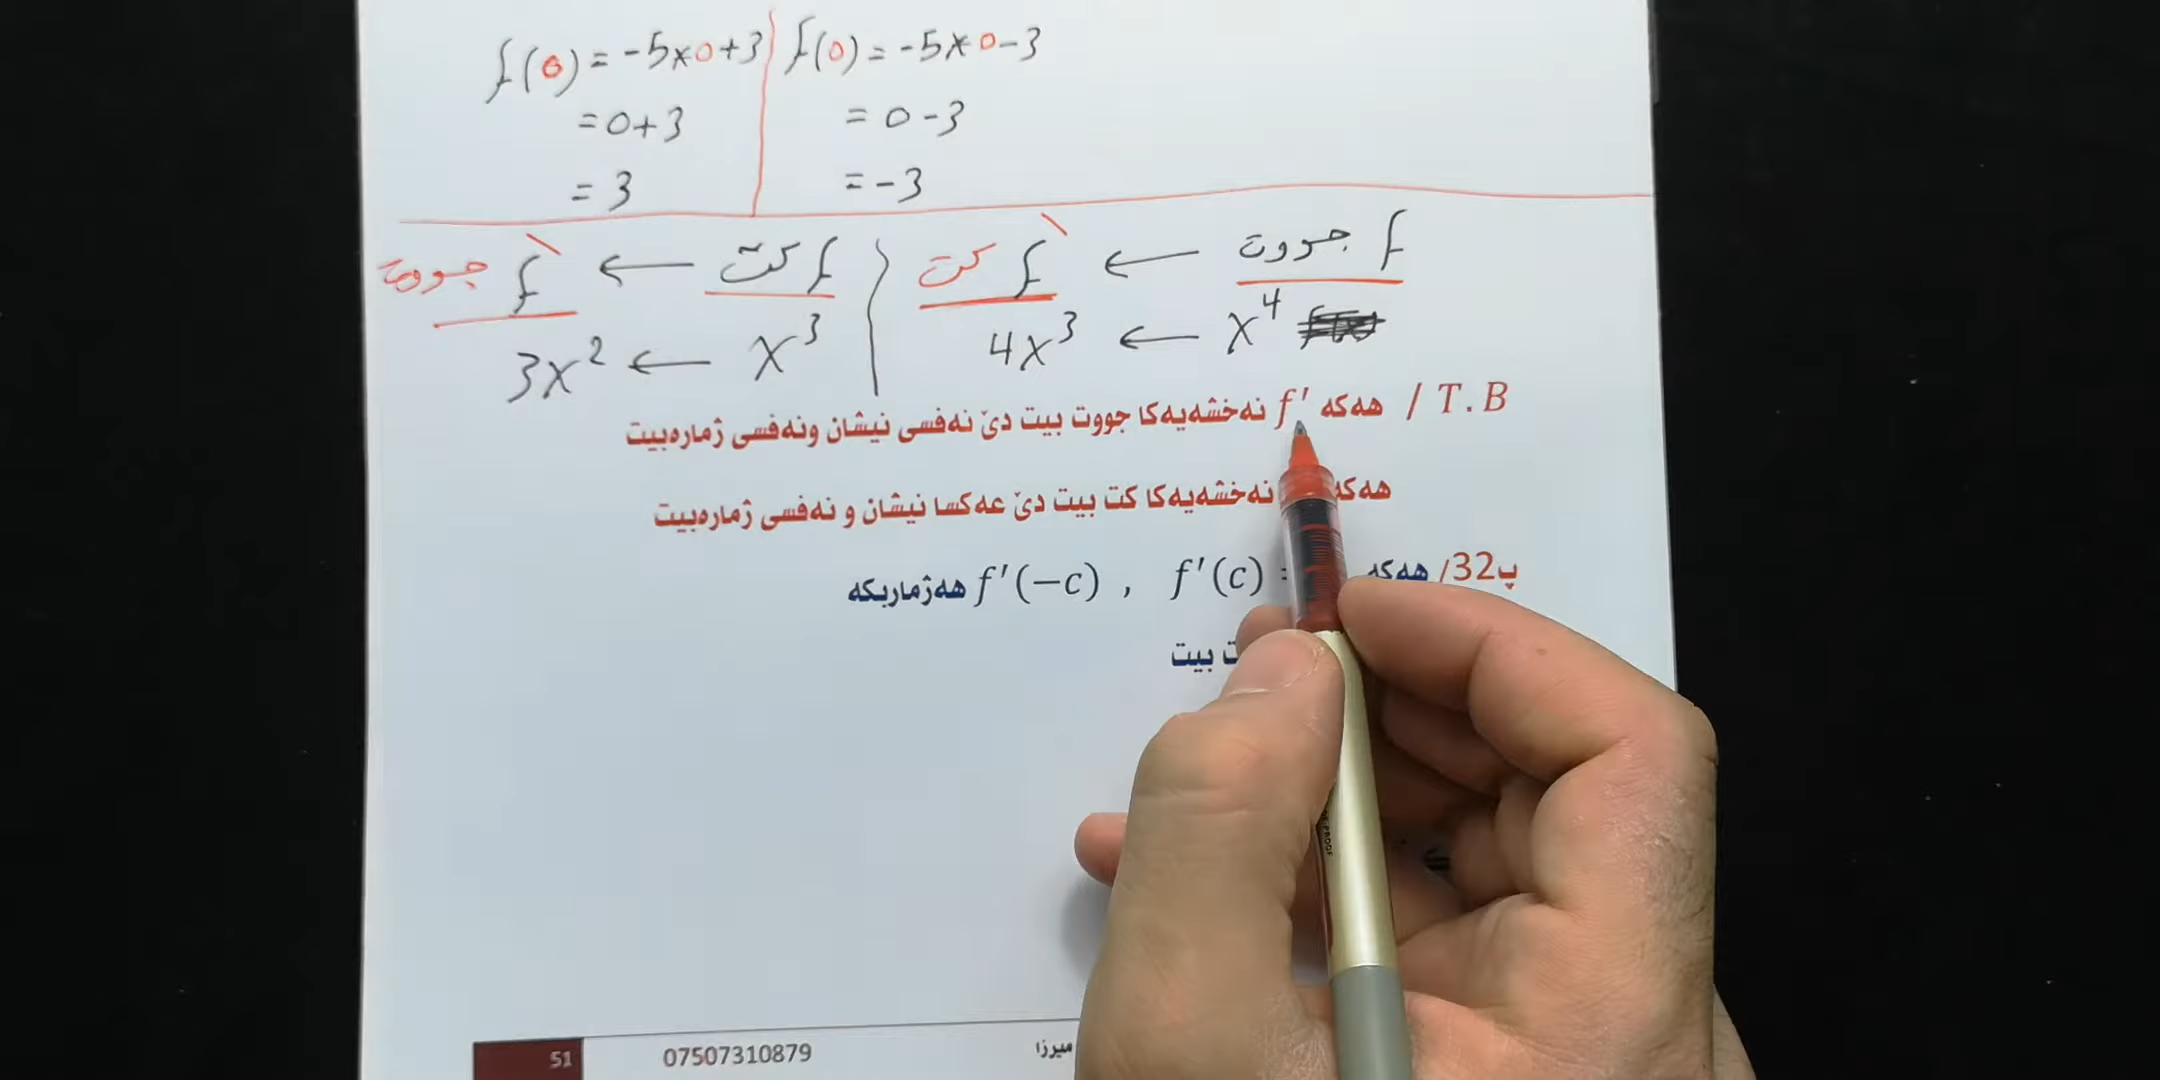 f(0) = -5×0+3 f(0) = -5×0-3
=0+3 = 0-3
= 3 = -3
f جووت ← f` کت f کت ← f` جووت
x⁴ ← 4x³ x³ ← 3x²
T.B / هەکە f′ نەخشەیەکا جووت بیت دێ نەفسی نیشان ونەفسی ژمارەبیت
هەکە نەخشەیەکا کت بیت دێ عەکسا نیشان و نەفسی ژمارەبیت
پ32/ هەکە f′(c) = , f′(−c) هەژماربکە
بیت
میرزا 07507310879 51